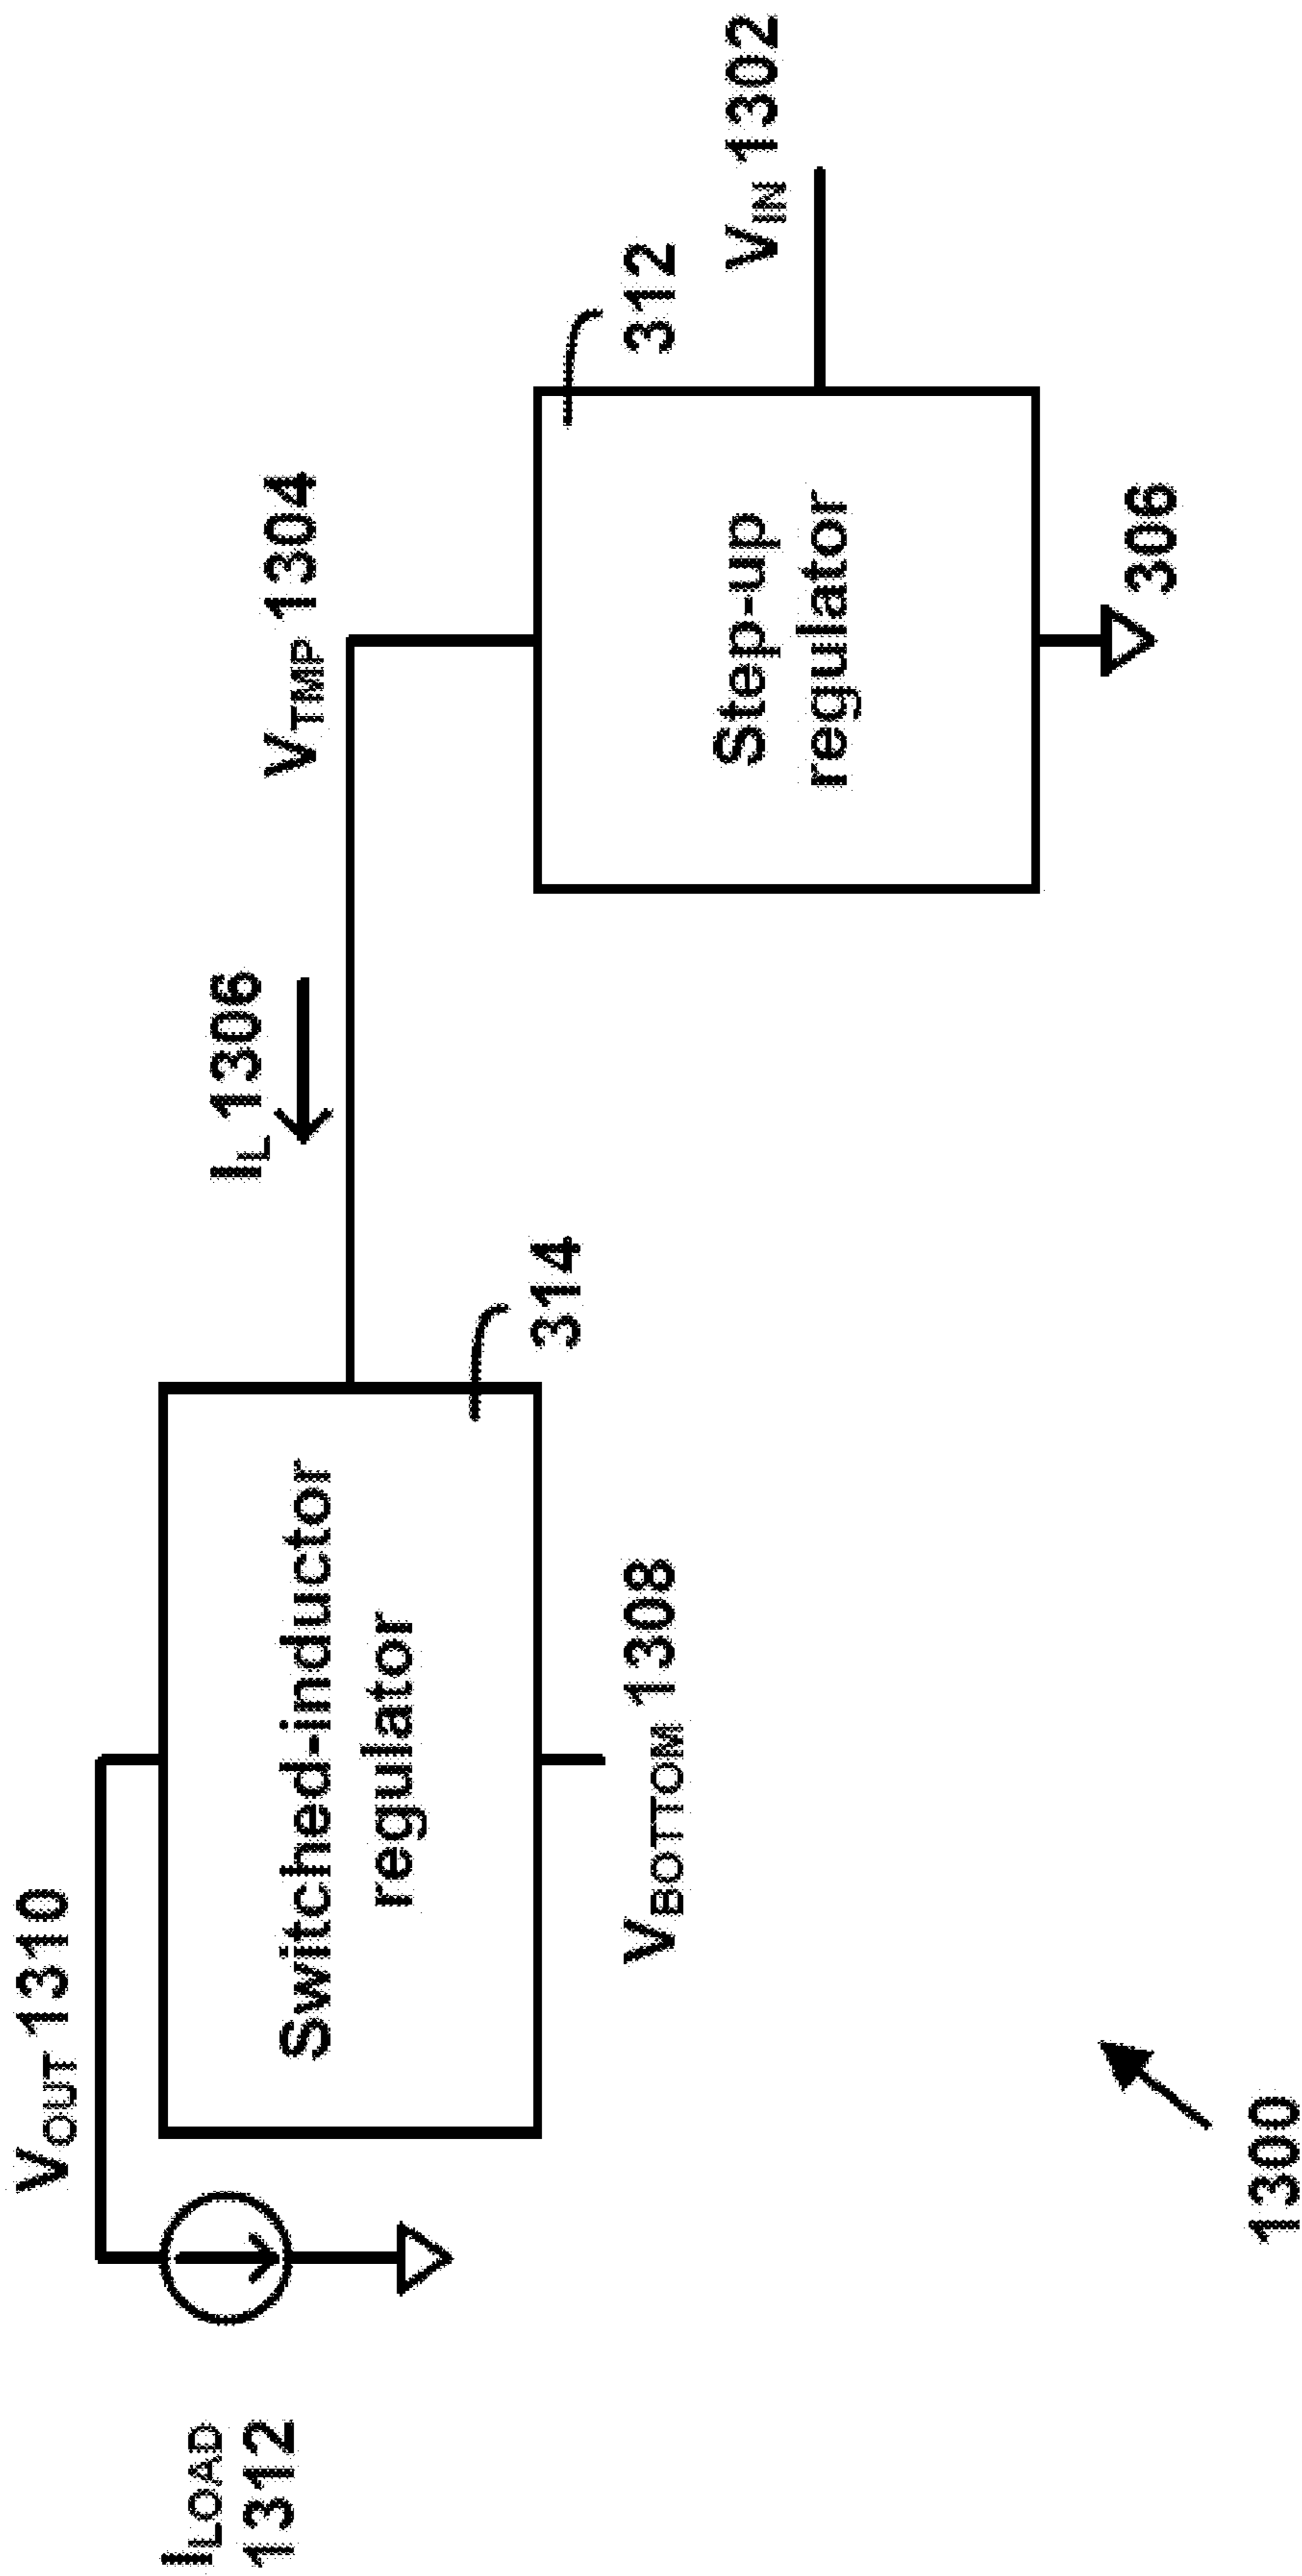 I_LOAD
1312
V_OUT 1310
Switched-inductor
regulator
V_BOTTOM 1308
314
I_L 1306
V_TMP 1304
Step-up
regulator
312
V_IN 1302
306
1300